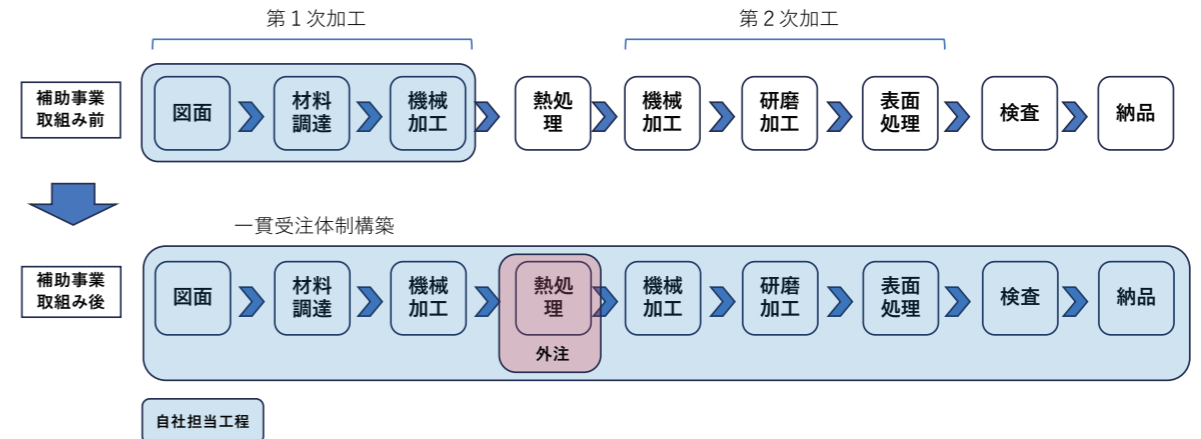 第1次加工
第2次加工
補助事業
取組み前
図面
材料
調達
機械
加工
熱処
理
機械
加工
研磨
加工
表面
処理
検査
納品
一貫受注体制構築
補助事業
取組み後
図面
材料
調達
機械
加工
熱処
理
外注
機械
加工
研磨
加工
表面
処理
検査
納品
自社担当工程